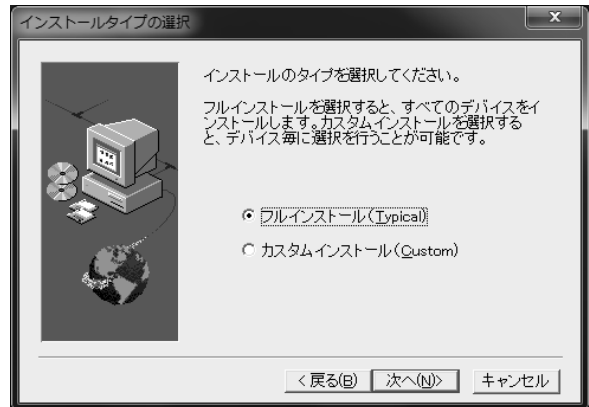 インストールタイプの選択
インストールのタイプを選択してください。
フルインストールを選択すると、すべてのデバイスをイ
ンストールします。カスタムインストールを選択する
と、デバイス毎に選択を行うことが可能です。
フルインストール(Typical)
カスタムインストール(Custom)
< 戻る(B)
次へ(N)>
キャンセル